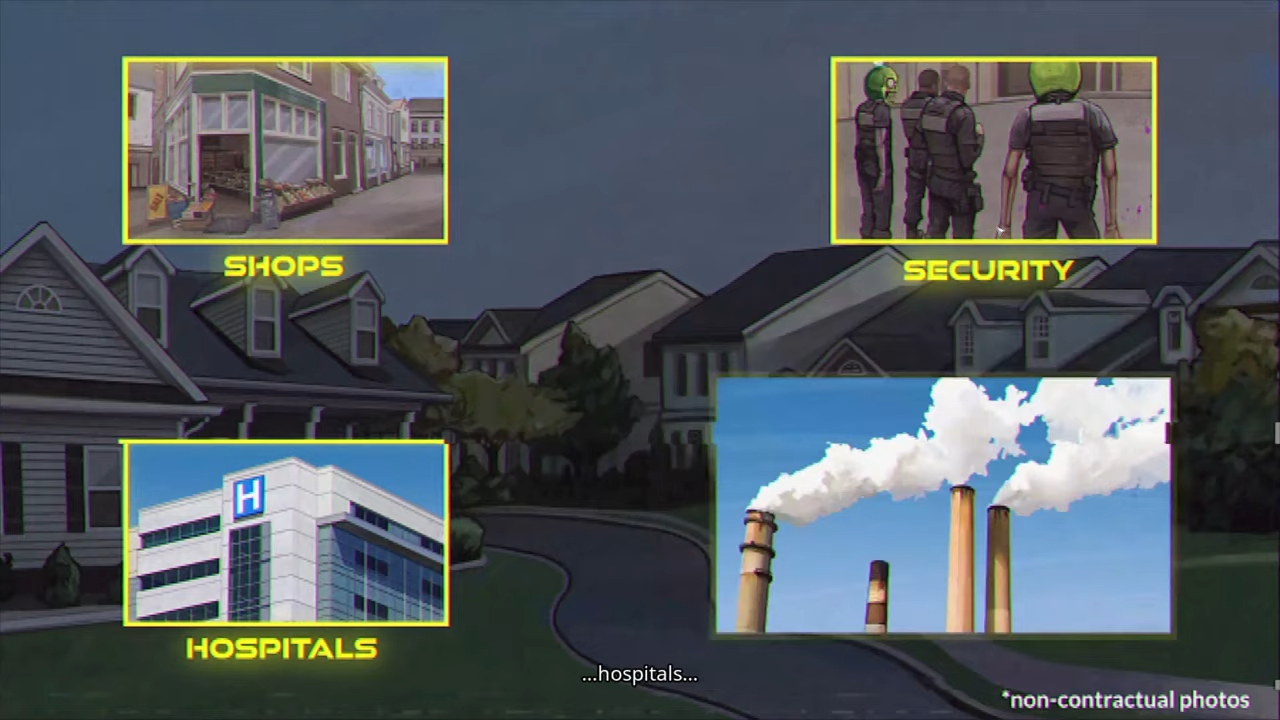 SHOPS
SECURITY
H
HOSPITALS
...hospitals...
*non-contractual photos